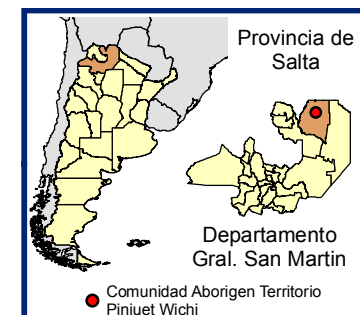 Provincia de
Salta
Departamento
Gral. San Martin
Comunidad Aborigen Territorio
Pinjuet Wichi